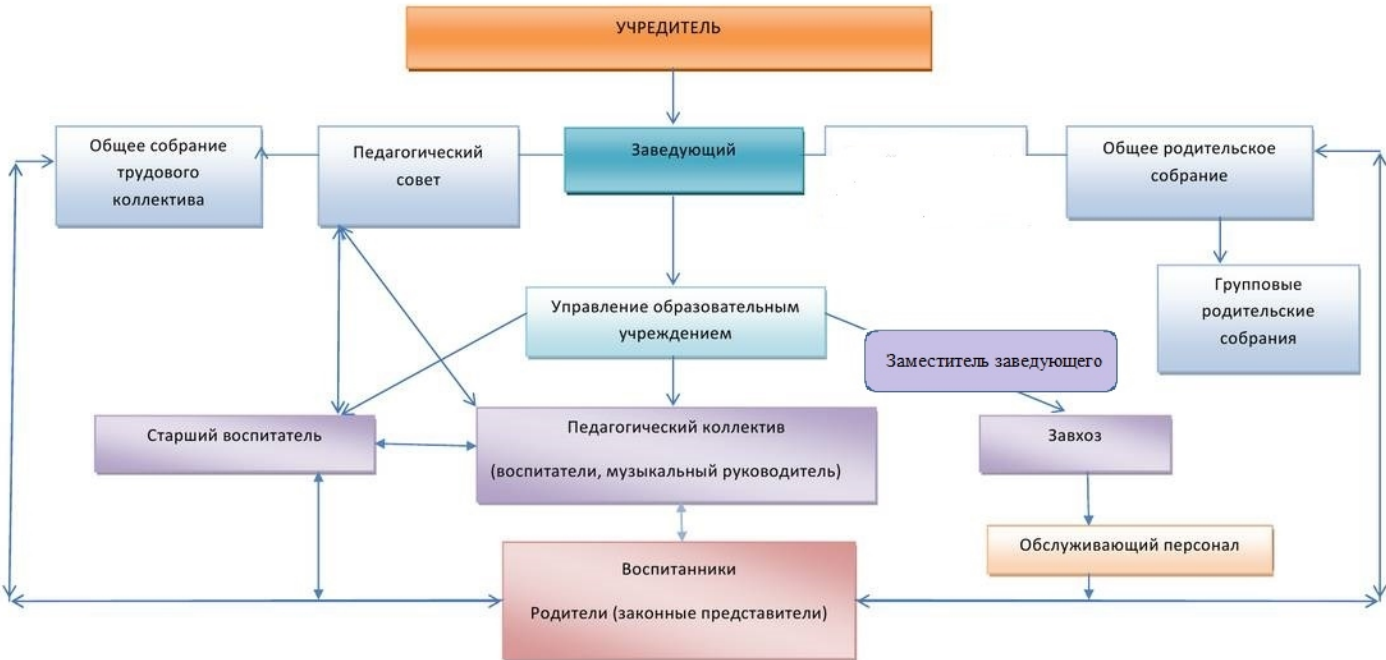 УЧРЕДИТЕЛЬ
Общее собрание
трудового
коллектива
Педагогический
совет
Заведующий
Общее родительское
собрание
Групповые
родительские
собрания
Управление образовательным
учреждением
Заместитель заведующего
Старший воспитатель
Педагогический коллектив
(воспитатели, музыкальный руководитель)
Завхоз
Обслуживающий персонал
Воспитанники
Родители (законные представители)